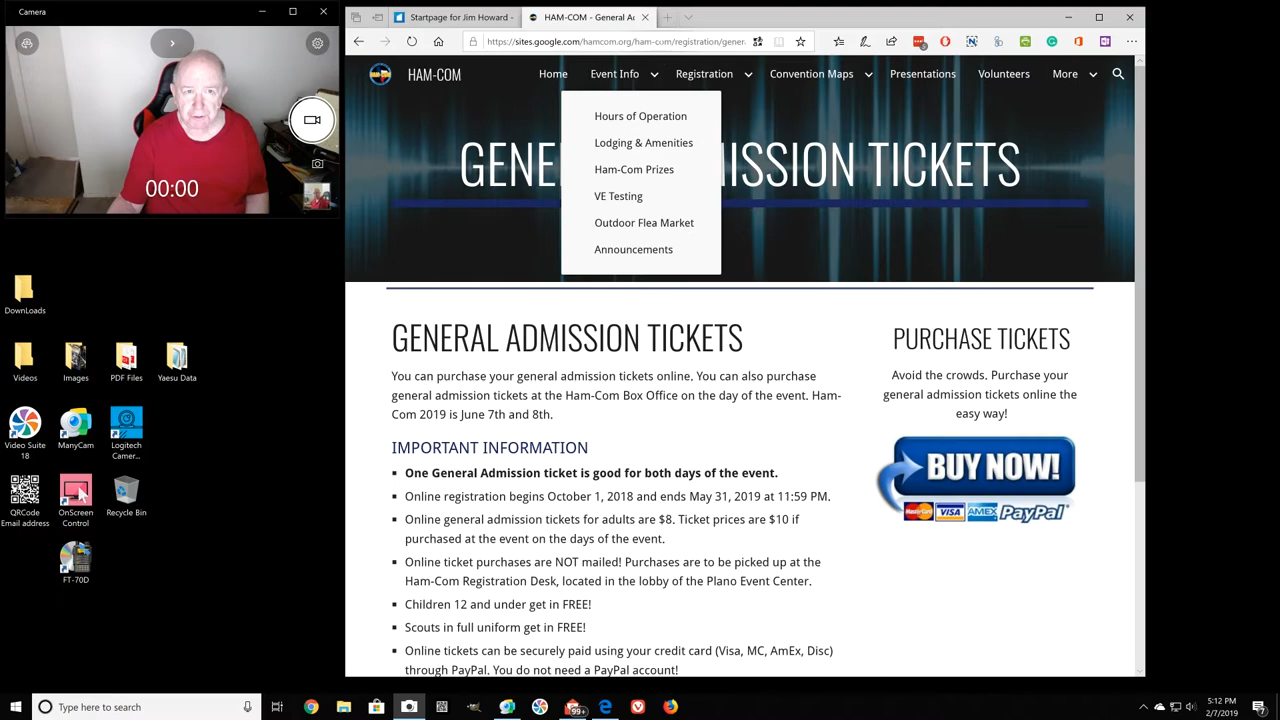 Camera
00:00
DownLoads
Videos
Images
PDF Files
Yaesu Data
Video Suite
18
ManyCam
Logitech
Camer...
QRCode
Email address
OnScreen
Control
Recycle Bin
FT-70D
Startpage for Jim Howard -
HAM-COM - General Ad
https://sites.google.com/hamcom.org/ham-com/registration/gener
HAM-COM
Home
Event Info
Registration
Convention Maps
Presentations
Volunteers
More
Hours of Operation
Lodging & Amenities
Ham-Com Prizes
VE Testing
Outdoor Flea Market
Announcements
GENE
ISSION TICKETS
GENERAL ADMISSION TICKETS
You can purchase your general admission tickets online. You can also purchase
general admission tickets at the Ham-Com Box Office on the day of the event. Ham-
Com 2019 is June 7th and 8th.
IMPORTANT INFORMATION
One General Admission ticket is good for both days of the event.
Online registration begins October 1, 2018 and ends May 31, 2019 at 11:59 PM.
Online general admission tickets for adults are $8. Ticket prices are $10 if
purchased at the event on the days of the event.
Online ticket purchases are NOT mailed! Purchases are to be picked up at the
Ham-Com Registration Desk, located in the lobby of the Plano Event Center.
Children 12 and under get in FREE!
Scouts in full uniform get in FREE!
Online tickets can be securely paid using your credit card (Visa, MC, AmEx, Disc)
through PayPal. You do not need a PayPal account!
PURCHASE TICKETS
Avoid the crowds. Purchase your
general admission tickets online the
easy way!
BUY NOW!
MasterCard VISA AMEX PayPal
Type here to search
99+
5:12 PM
2/7/2019